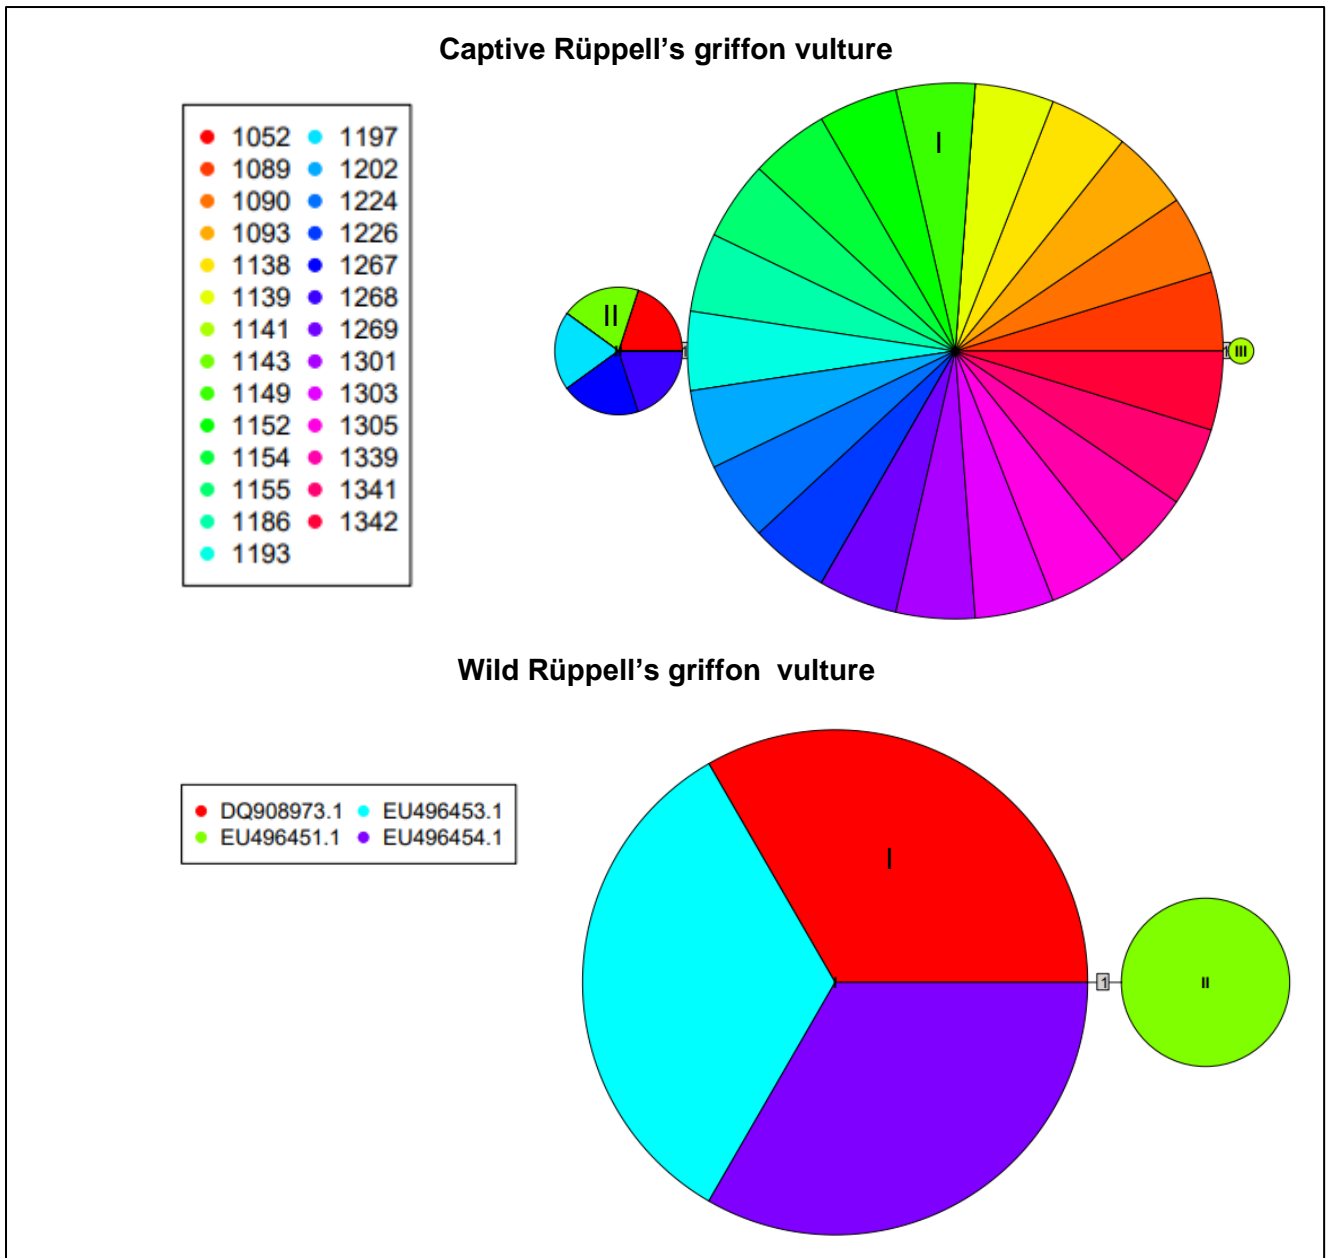 Captive Rüppell’s griffon vulture
1052 1197
1089 1202
1090 1224
1093 1226
1138 1267
1139 1268
1141 1269
1143 1301
1149 1303
1152 1305
1154 1339
1155 1341
1186 1342
1193
I
II
1
1
III
Wild Rüppell’s griffon vulture
DQ908973.1 EU496453.1
EU496451.1 EU496454.1
I
1
II